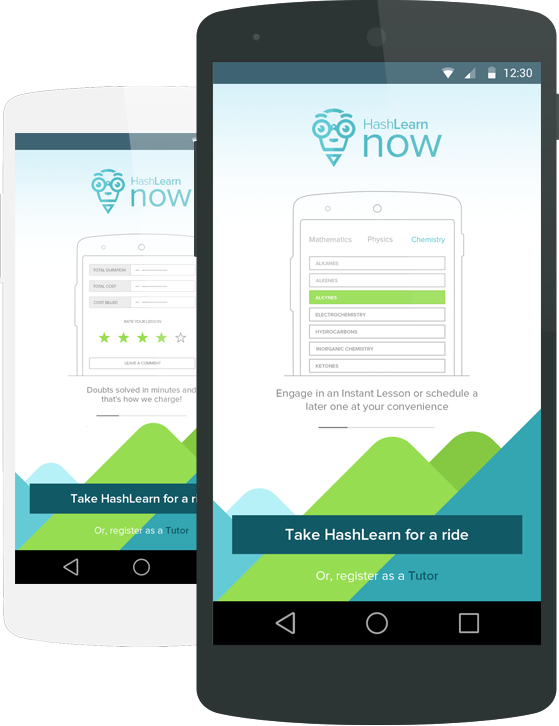 HashLearn
now
TOTAL DURATION
TOTAL COST
COST BILLED
RATE YOUR LESSON
LEAVE A COMMENT
Doubts solved in minutes and
that's how we charge!
Take HashLearn for a ri
Or, register as a Tutor
12:30
HashLearn
now
Mathematics Physics Chemistry
ALKANES
ALKENES
ALKYNES
ELECTROCHEMISTRY
HYDROCARBONS
INORGANIC CHEMISTRY
KETONES
Engage in an Instant Lesson or schedule a
later one at your convenience
Take HashLearn for a ride
Or, register as a Tutor